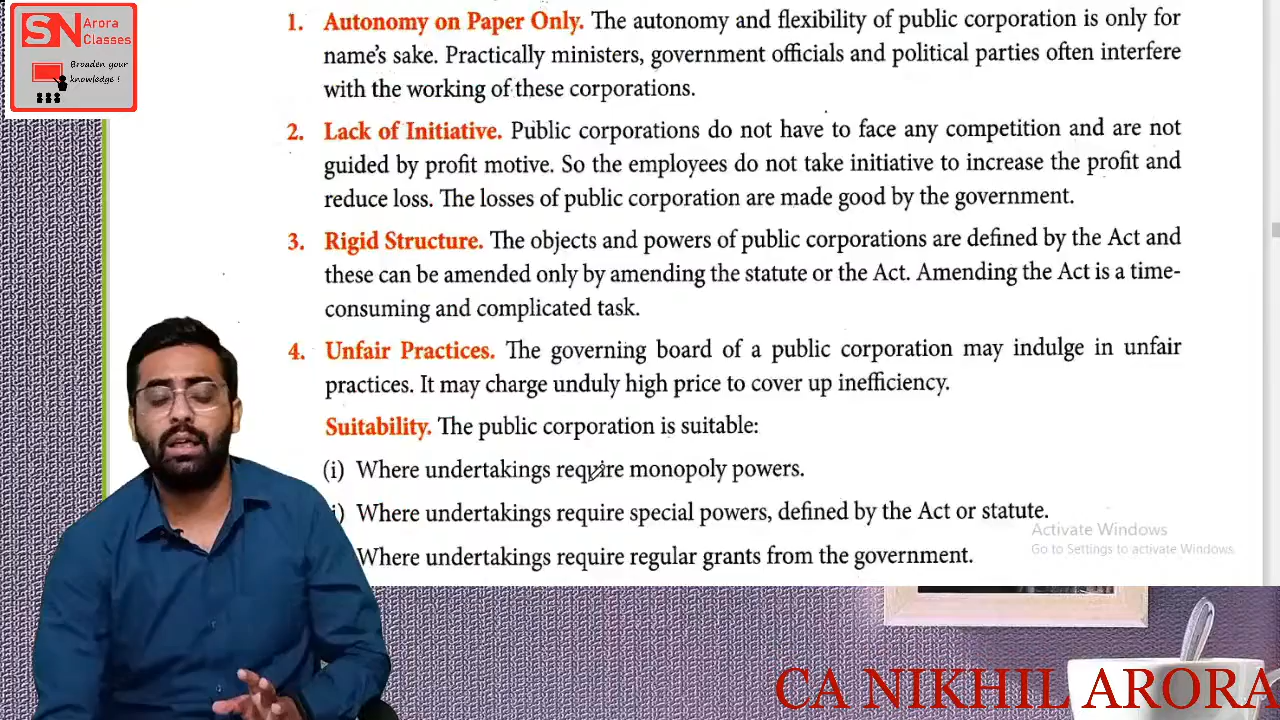 SN Arora
Classes
Broaden your
knowledge !
1. Autonomy on Paper Only. The autonomy and flexibility of public corporation is only for
name's sake. Practically ministers, government officials and political parties often interfere
with the working of these corporations.
2. Lack of Initiative. Public corporations do not have to face any competition and are not
guided by profit motive. So the employees do not take initiative to increase the profit and
reduce loss. The losses of public corporation are made good by the government.
3. Rigid Structure. The objects and powers of public corporations are defined by the Act and
these can be amended only by amending the statute or the Act. Amending the Act is a time-
consuming and complicated task.
4. Unfair Practices. The governing board of a public corporation may indulge in unfair
practices. It may charge unduly high price to cover up inefficiency.
Suitability. The public corporation is suitable:
(i) Where undertakings require monopoly powers.
i) Where undertakings require special powers, defined by the Act or statute.
Where undertakings require regular grants from the government.
Activate Windows
Go to Settings to activate Windows.
CA NIKHIL ARORA